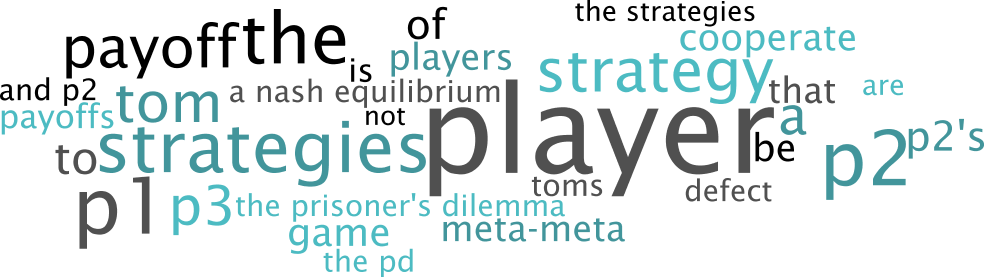 the strategies
payoff
the
of
cooperate
players
is
strategy
and p2
tom
a nash equilibrium
that
are
payoffs
not
player
a
strategies
to
be
p2
p2's
p1
p3
toms
defect
the prisoner's dilemma
game
meta-meta
the pd